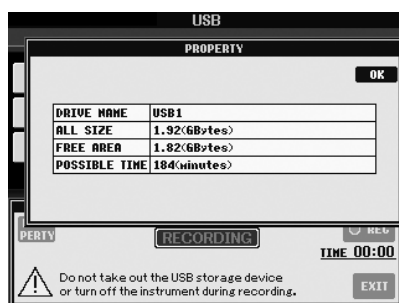 USB
PROPERTY
OK
DRIVE NAME USB1
ALL SIZE 1.92(GBytes)
FREE AREA 1.82(GBytes)
POSSIBLE TIME 184(minutes)
PERTY
RECORDING
REC
TIME 00:00
Do not take out the USB storage device
or turn off the instrument during recording.
EXIT